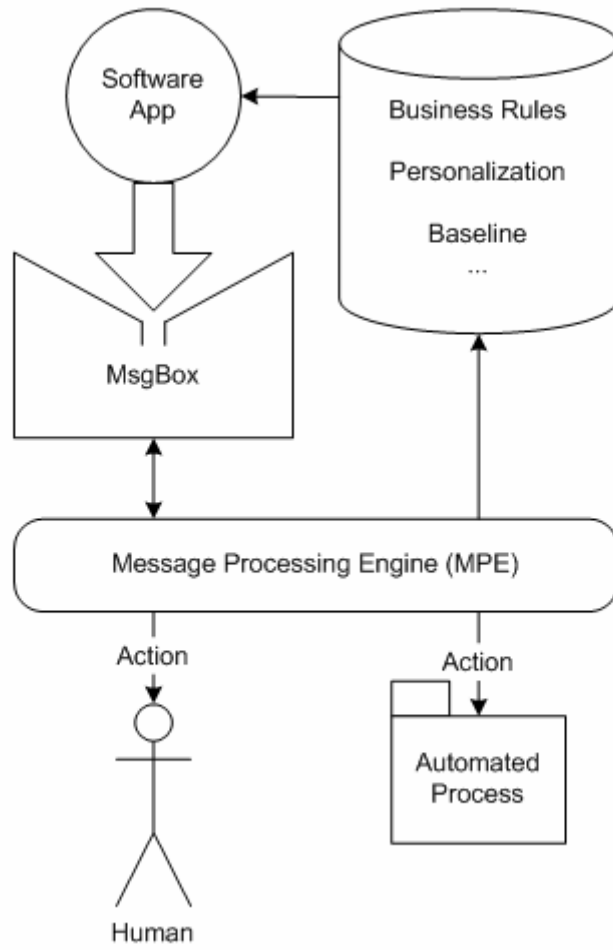 Software
App
Business Rules
Personalization
Baseline
...
MsgBox
Message Processing Engine (MPE)
Action
Action
Automated
Process
Human